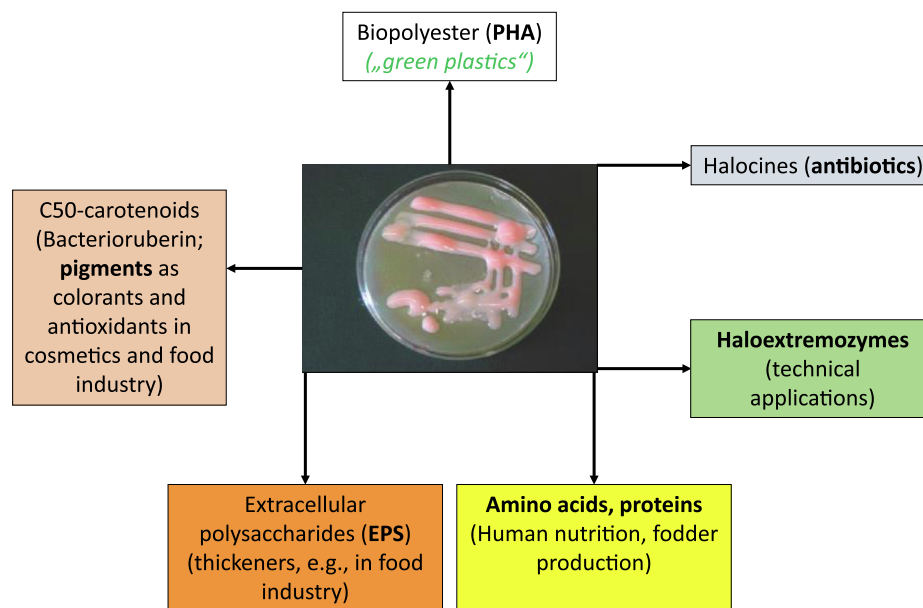 Biopolyester (PHA)
(„green plastics“)
Halocines (antibiotics)
C50-carotenoids
(Bacterioruberin;
pigments as
colorants and
antioxidants in
cosmetics and food
industry)
Haloextremozymes
(technical
applications)
Extracellular
polysaccharides (EPS)
(thickeners, e.g., in food
industry)
Amino acids, proteins
(Human nutrition, fodder
production)